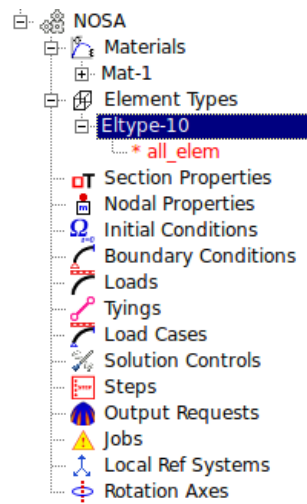 NOSA
Materials
Mat-1
Element Types
Eltype-10
* all_elem
Section Properties
Nodal Properties
Initial Conditions
Boundary Conditions
Loads
Tyings
Load Cases
Solution Controls
Steps
Output Requests
Jobs
Local Ref Systems
Rotation Axes